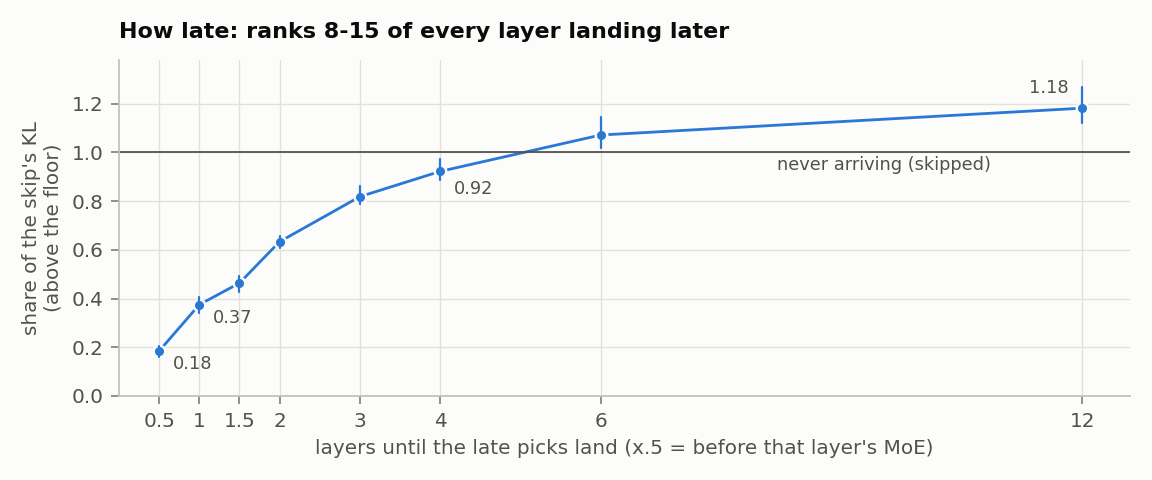 How late: ranks 8-15 of every layer landing later
share of the skip's KL
(above the floor)
1.2
1.0
0.8
0.6
0.4
0.2
0.0
1.18
never arriving (skipped)
0.92
0.37
0.18
0.5 1 1.5 2 3 4 6 12
layers until the late picks land (x.5 = before that layer's MoE)